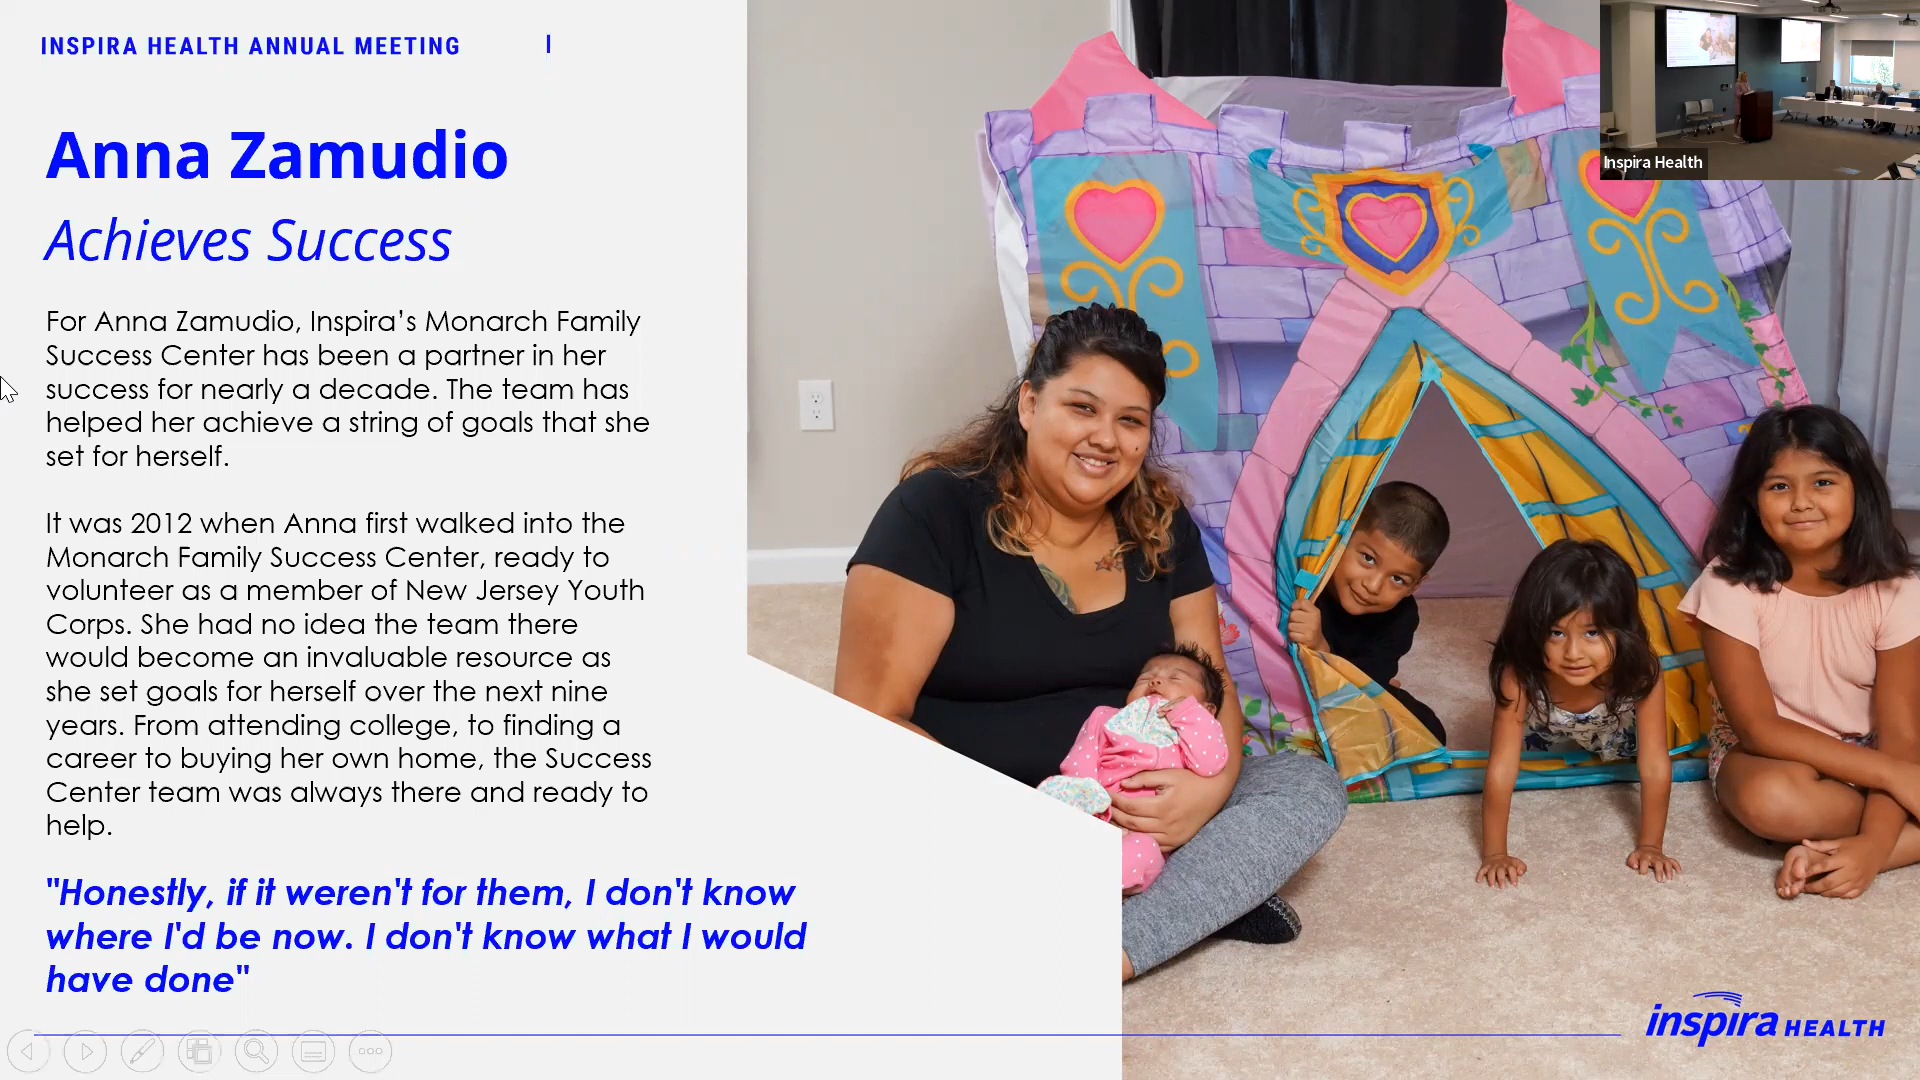 INSPIRA HEALTH ANNUAL MEETING |
Inspira Health
Anna Zamudio
Achieves Success
For Anna Zamudio, Inspira’s Monarch Family
Success Center has been a partner in her
success for nearly a decade. The team has
helped her achieve a string of goals that she
set for herself.
It was 2012 when Anna first walked into the
Monarch Family Success Center, ready to
volunteer as a member of New Jersey Youth
Corps. She had no idea the team there
would become an invaluable resource as
she set goals for herself over the next nine
years. From attending college, to finding a
career to buying her own home, the Success
Center team was always there and ready to
help.
"Honestly, if it weren't for them, I don't know
where I'd be now. I don't know what I would
have done"
inspira HEALTH